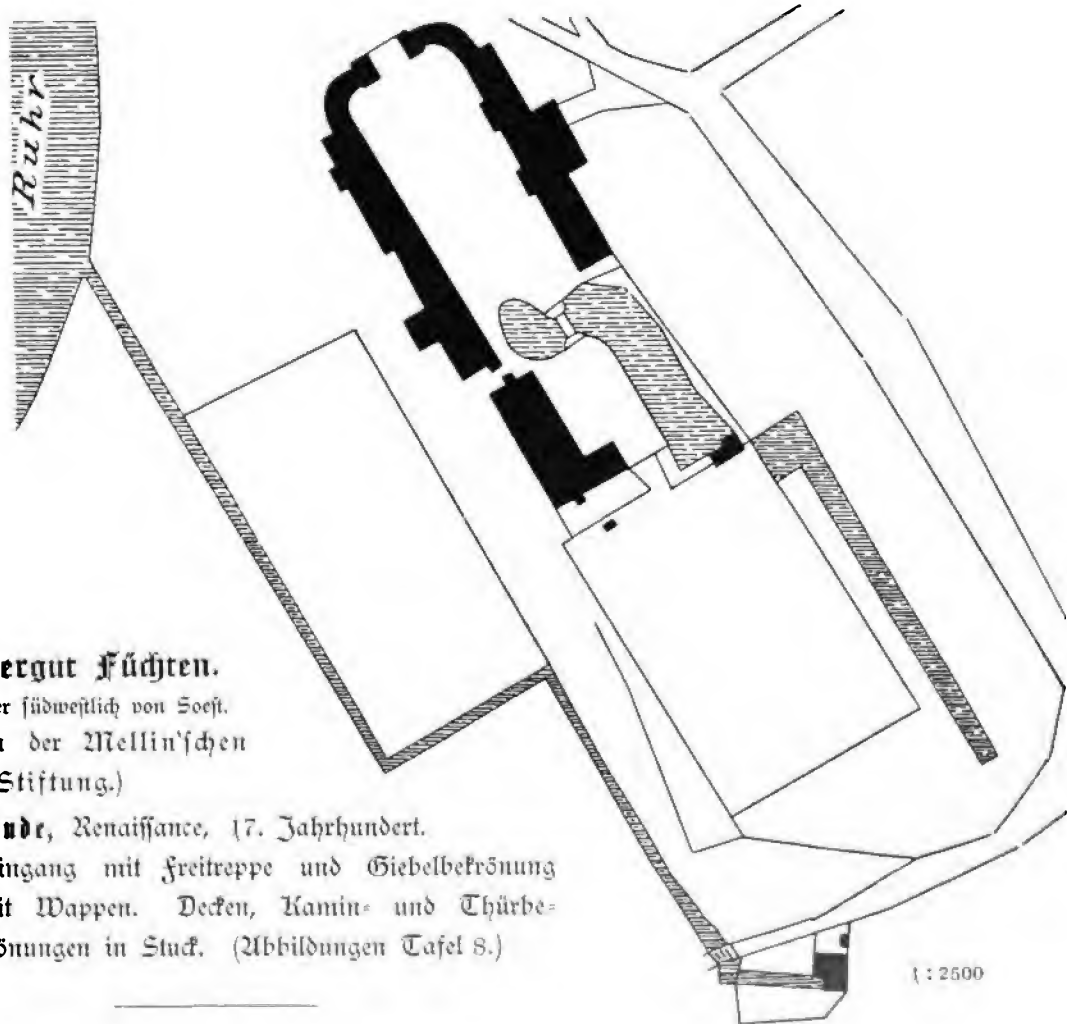 Ruhr
ergut Füchten.
er südwestlich von Soest.
der Mellin'schen
Stiftung.)
nde, Renaissance, 17. Jahrhundert.
ingang mit Freitreppe und Giebelbekrönung
it Wappen. Decken, Kamin- und Thürbe-
önungen in Stuck. (Abbildungen Tafel 8.)
1 : 2500